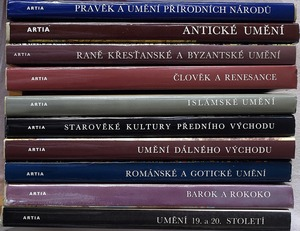 ARTIA PRAVĚK A UMĚNÍ PŘÍRODNÍCH NÁRODŮ
ARTIA ANTICKÉ UMĚNÍ
ARTIA RANĚ KŘESŤANSKÉ A BYZANTSKÉ UMĚNÍ
ARTIA ČLOVĚK A RENESANCE
ARTIA ISLÁMSKÉ UMĚNÍ
ARTIA STAROVĚKÉ KULTURY PŘEDNÍHO VÝCHODU
ARTIA UMĚNÍ DÁLNÉHO VÝCHODU
ARTIA ROMÁNSKÉ A GOTICKÉ UMĚNÍ
ARTIA BAROK A ROKOKO
ARTIA UMĚNÍ 19. a 20. STOLETÍ